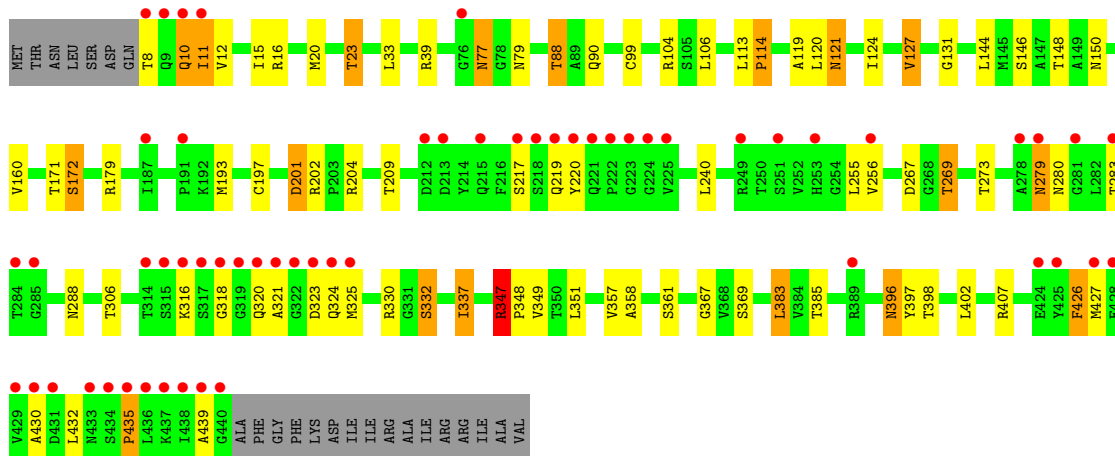 MET THR ASN LEU SER ASP GLN T8 Q9 Q10 I11 V12 I15 R16 M20 T23 L33 R39 G76 N77 G78 N79 T88 A89 Q90 C99 R104 S105 L106 L113 P114 A119 L120 N121 I124 V127 G131 L144 M145 S146 A147 T148 A149 N150
V160 T171 S172 R179 I187 P191 K192 M193 C197 D201 R202 P203 R204 T209 D212 D213 Y214 Q215 F216 S217 S218 Q219 Y220 Q221 P222 G223 G224 V225 L240 R249 T250 S251 V252 H253 G254 L255 V256 D267 G268 T269 T273 A278 N279 N280 G281 L282 T283
T284 G285 N288 T306 T314 S315 K316 S317 G318 G319 Q320 A321 G322 D323 Q324 M325 R330 G331 S332 I337 R347 P348 V349 T350 L351 V357 A358 S361 G367 V368 S369 L383 V384 T385 R389 N396 Y397 T398 L402 R407 E424 Y425 F426 M427
V429 A430 D431 L432 N433 S434 P435 L436 K437 I438 A439 G440 ALA PHE GLY PHE LYS ASP ILE ILE ARG ALA ILE ARG ARG ILE ALA VAL